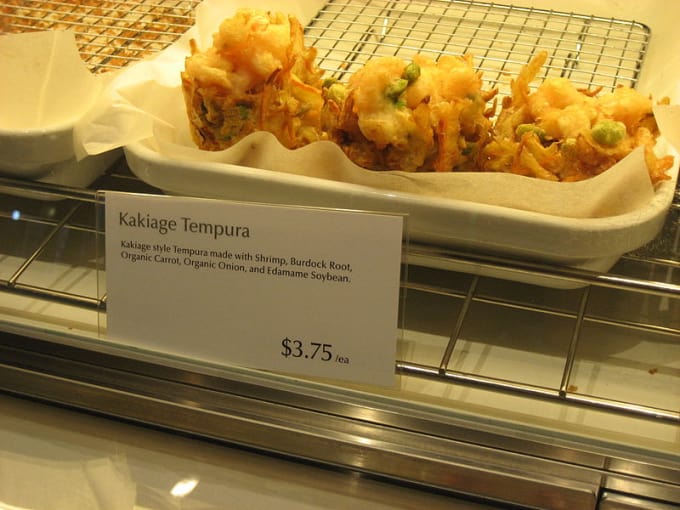 Kakiage Tempura
Kakiage style Tempura made with Shrimp, Burdock Root,
Organic Carrot, Organic Onion, and Edamame Soybean.
$3.75 /ea